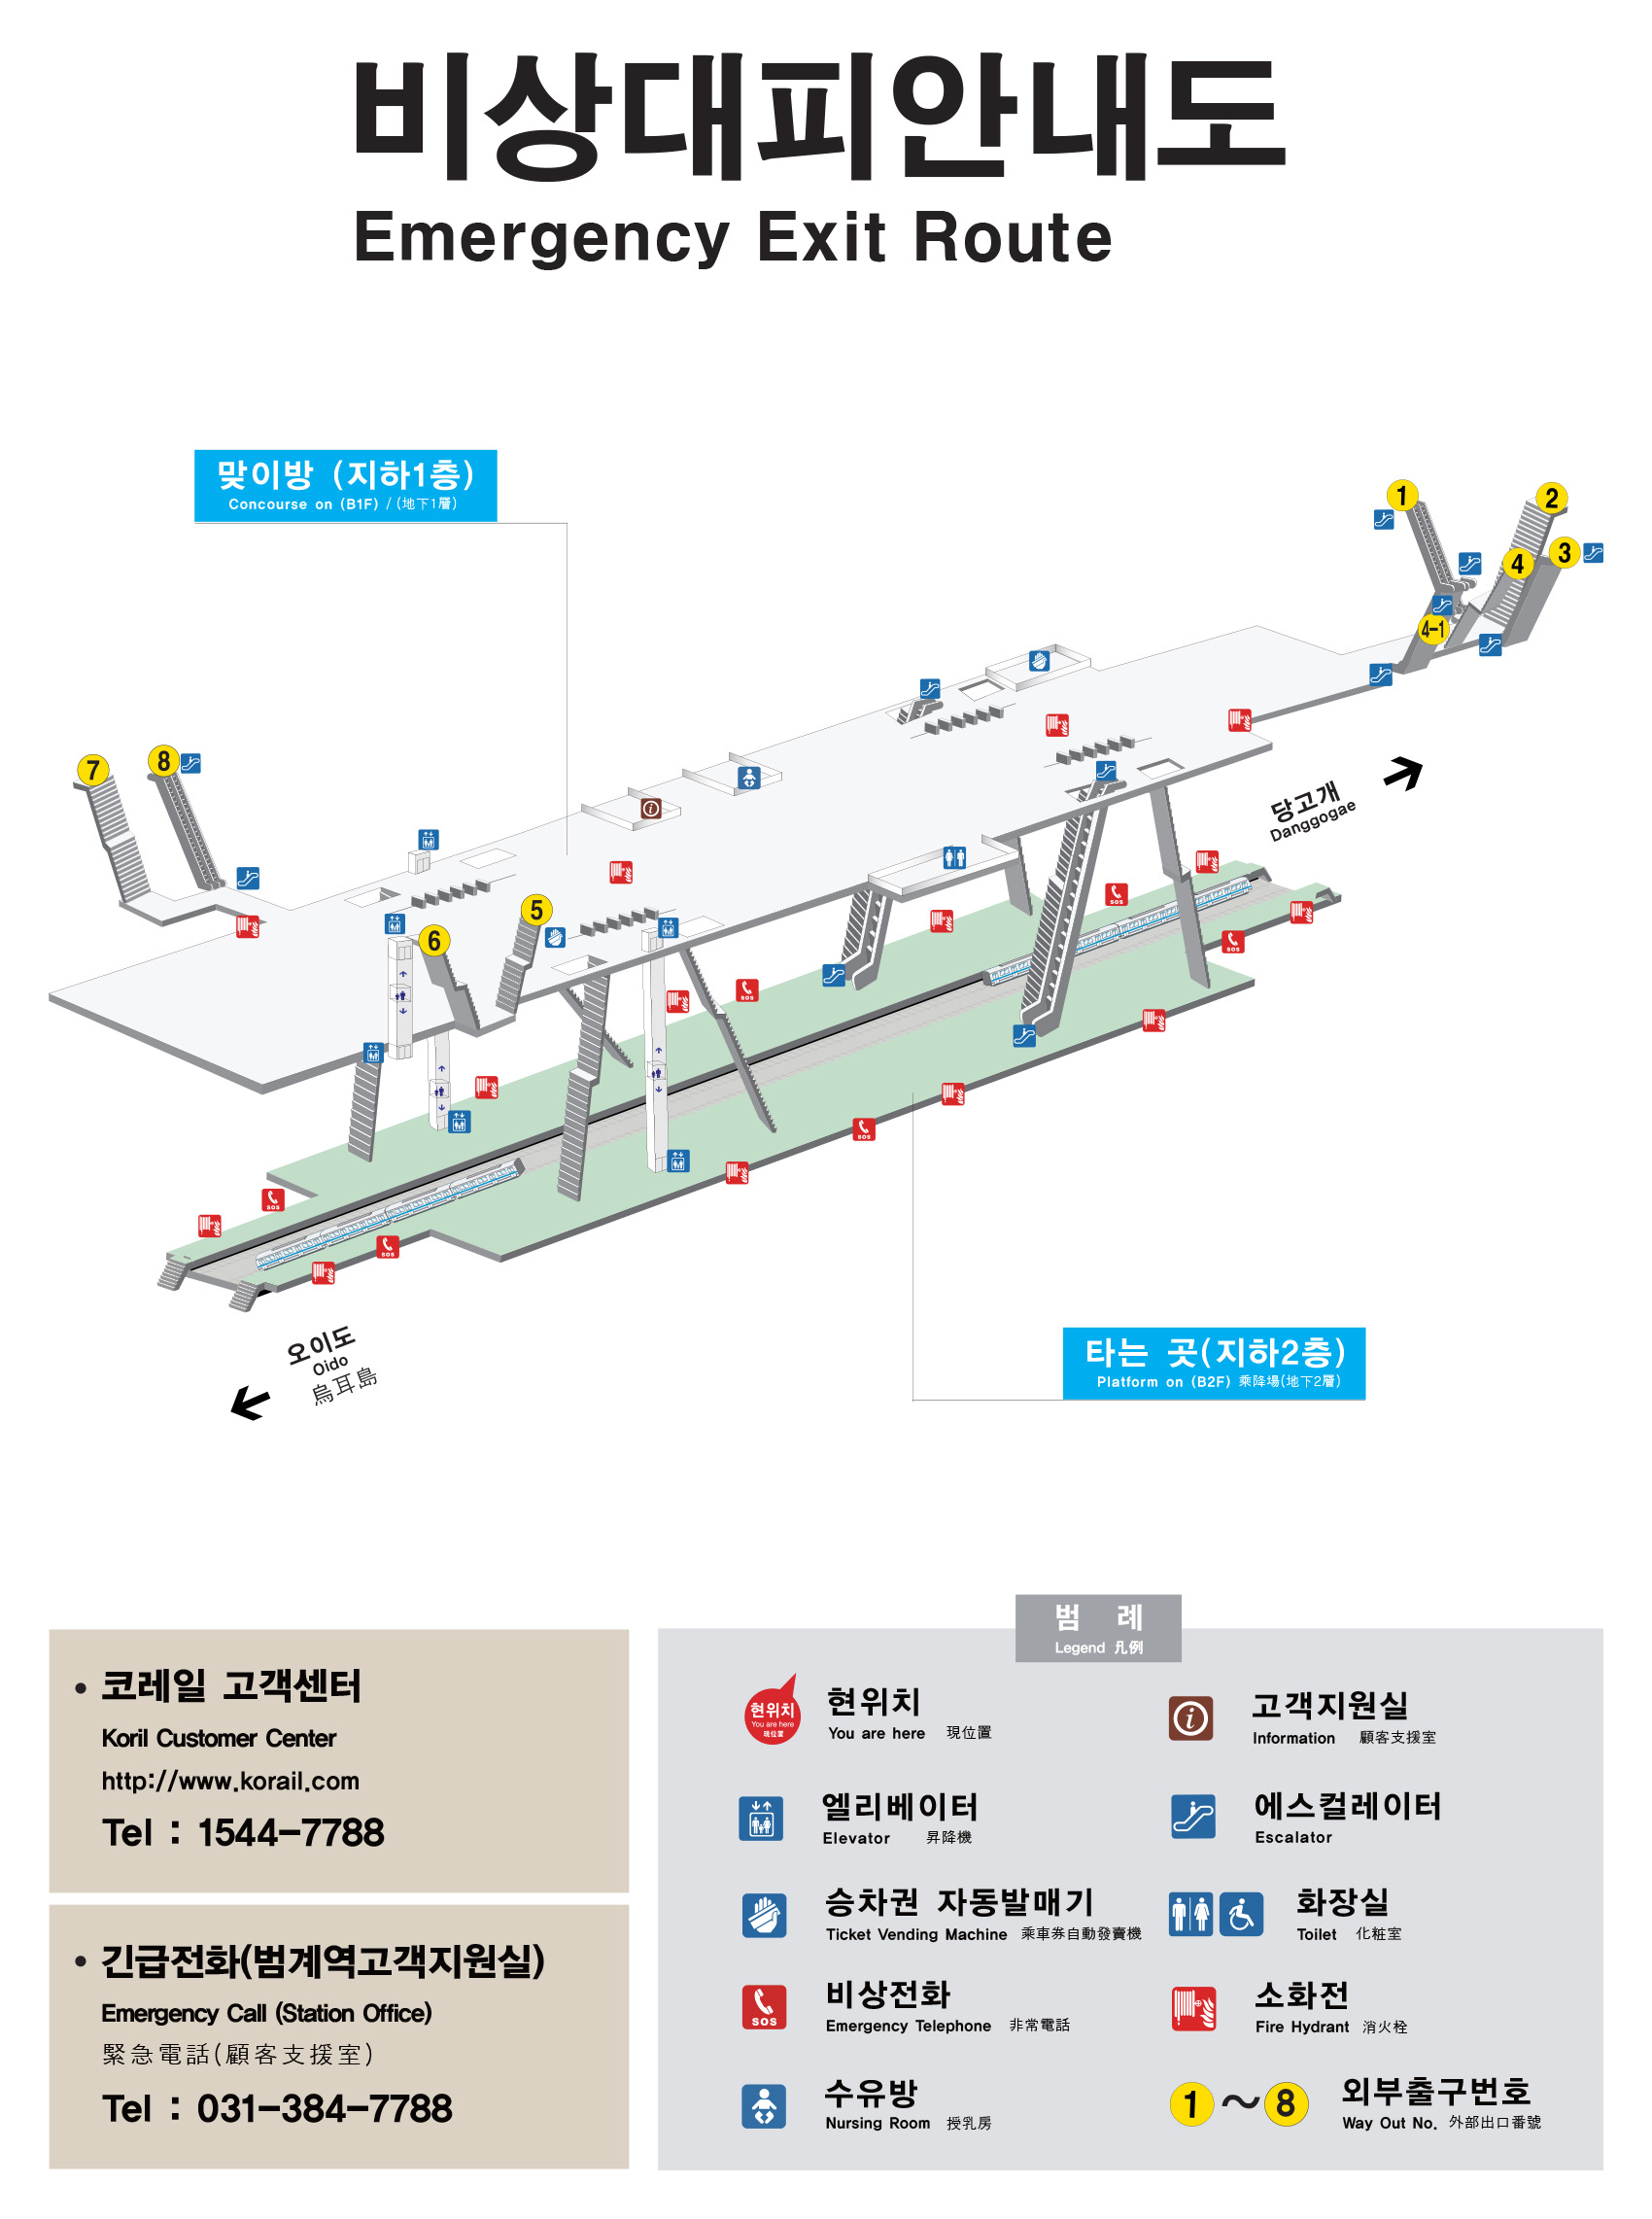 비상대피안내도
Emergency Exit Route
맞이방 (지하1층)
Concourse on (B1F) / (地下1層)
1
2
3
4
4-1
7
8
5
6
당고개
Danggogae
오이도
Oido
烏耳島
타는 곳(지하2층)
Platform on (B2F) 乘降場(地下2層)
SOS
SOS
SOS
SOS
SOS
SOS
• 코레일 고객센터
Koril Customer Center
http://www.korail.com
Tel : 1544-7788
• 긴급전화(범계역고객지원실)
Emergency Call (Station Office)
緊急電話(顧客支援室)
Tel : 031-384-7788
범 례
Legend 凡例
현위치
You are here
現位置
현위치
You are here 現位置
고객지원실
Information 顧客支援室
엘리베이터
Elevator 昇降機
에스컬레이터
Escalator
승차권 자동발매기
Ticket Vending Machine 乘車券自動發賣機
화장실
Toilet 化粧室
SOS
비상전화
Emergency Telephone 非常電話
소화전
Fire Hydrant 消火栓
수유방
Nursing Room 授乳房
1 ~ 8
외부출구번호
Way Out No. 外部出口番號